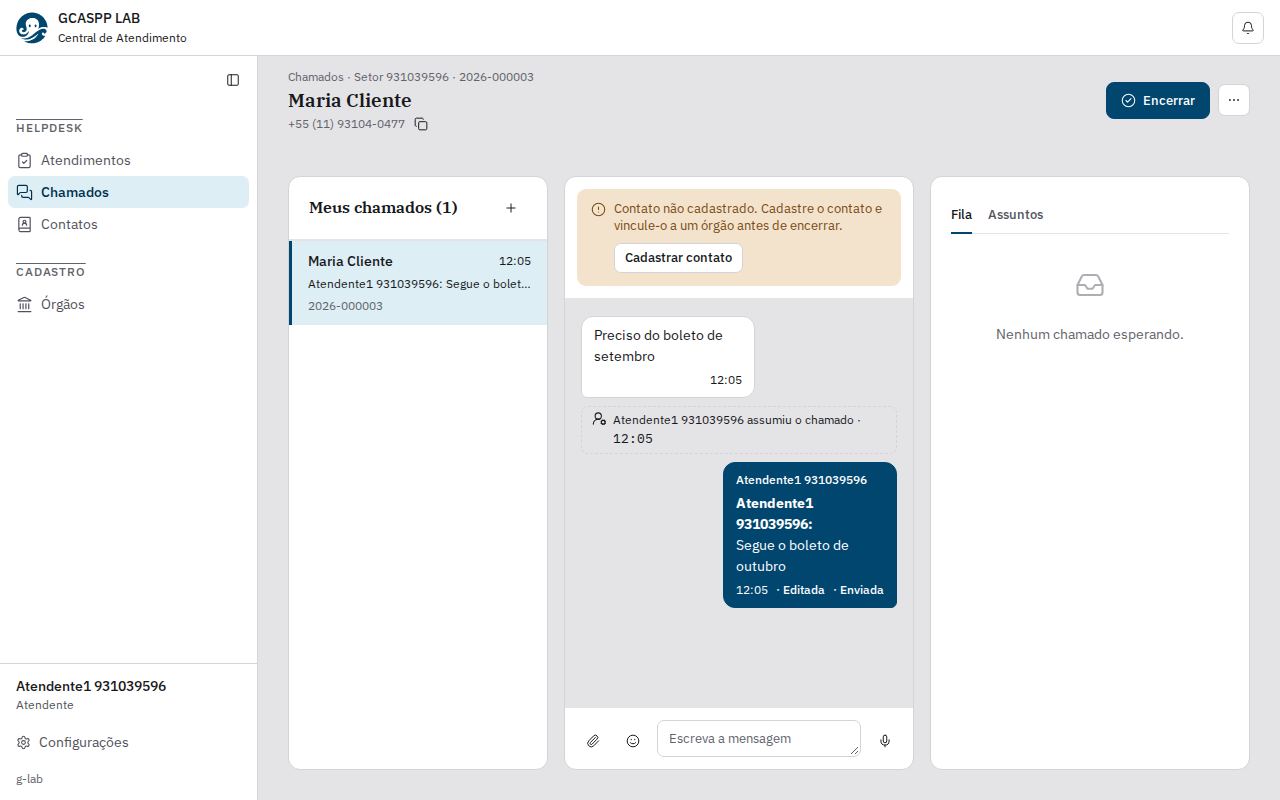 GCASPP LAB
Central de Atendimento
HELPDESK
Atendimentos
Chamados
Contatos
CADASTRO
Órgãos
Atendente1 931039596
Atendente
Configurações
g-lab
Chamados · Setor 931039596 · 2026-000003
Maria Cliente
+55 (11) 93104-0477
Encerrar
Meus chamados (1)
Maria Cliente 12:05
Atendente1 931039596: Segue o bolet...
2026-000003
Contato não cadastrado. Cadastre o contato e
vincule-o a um órgão antes de encerrar.
Cadastrar contato
Preciso do boleto de
setembro
12:05
Atendente1 931039596 assumiu o chamado ·
12:05
Atendente1 931039596
Atendente1
931039596:
Segue o boleto de
outubro
12:05 · Editada · Enviada
Escreva a mensagem
Fila Assuntos
Nenhum chamado esperando.